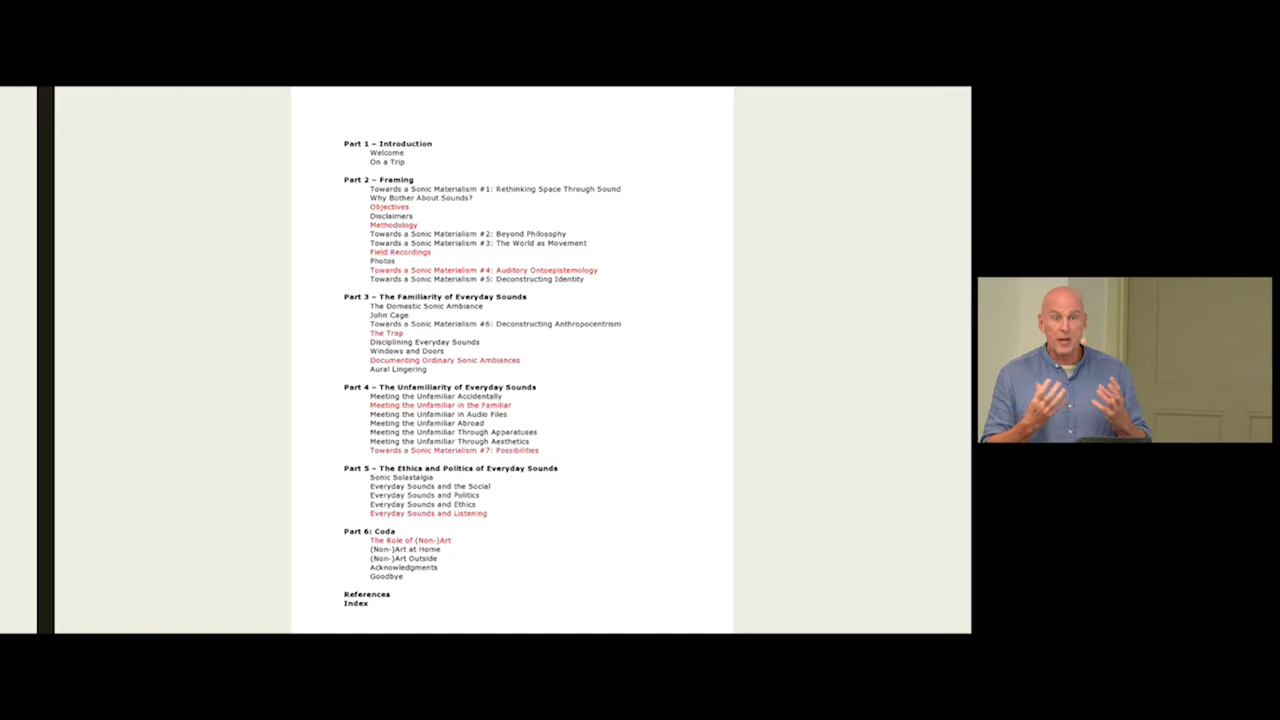 Part 1 – Introduction
Welcome
On a Trip
Part 2 – Framing
Towards a Sonic Materialism #1: Rethinking Space Through Sound
Why Bother About Sounds?
Objectives
Disclaimers
Methodology
Towards a Sonic Materialism #2: Beyond Philosophy
Towards a Sonic Materialism #3: The World as Movement
Field Recordings
Photos
Towards a Sonic Materialism #4: Auditory Ontoepistemology
Towards a Sonic Materialism #5: Deconstructing Identity
Part 3 – The Familiarity of Everyday Sounds
The Domestic Sonic Ambiance
John Cage
Towards a Sonic Materialism #6: Deconstructing Anthropocentrism
The Trap
Disciplining Everyday Sounds
Windows and Doors
Documenting Ordinary Sonic Ambiances
Aural Lingering
Part 4 – The Unfamiliarity of Everyday Sounds
Meeting the Unfamiliar Accidentally
Meeting the Unfamiliar in the Familiar
Meeting the Unfamiliar in Audio Files
Meeting the Unfamiliar Abroad
Meeting the Unfamiliar Through Apparatuses
Meeting the Unfamiliar Through Aesthetics
Towards a Sonic Materialism #7: Possibilities
Part 5 – The Ethics and Politics of Everyday Sounds
Sonic Solastalgia
Everyday Sounds and the Social
Everyday Sounds and Politics
Everyday Sounds and Ethics
Everyday Sounds and Listening
Part 6: Coda
The Role of (Non-)Art
(Non-)Art at Home
(Non-)Art Outside
Acknowledgments
Goodbye
References
Index